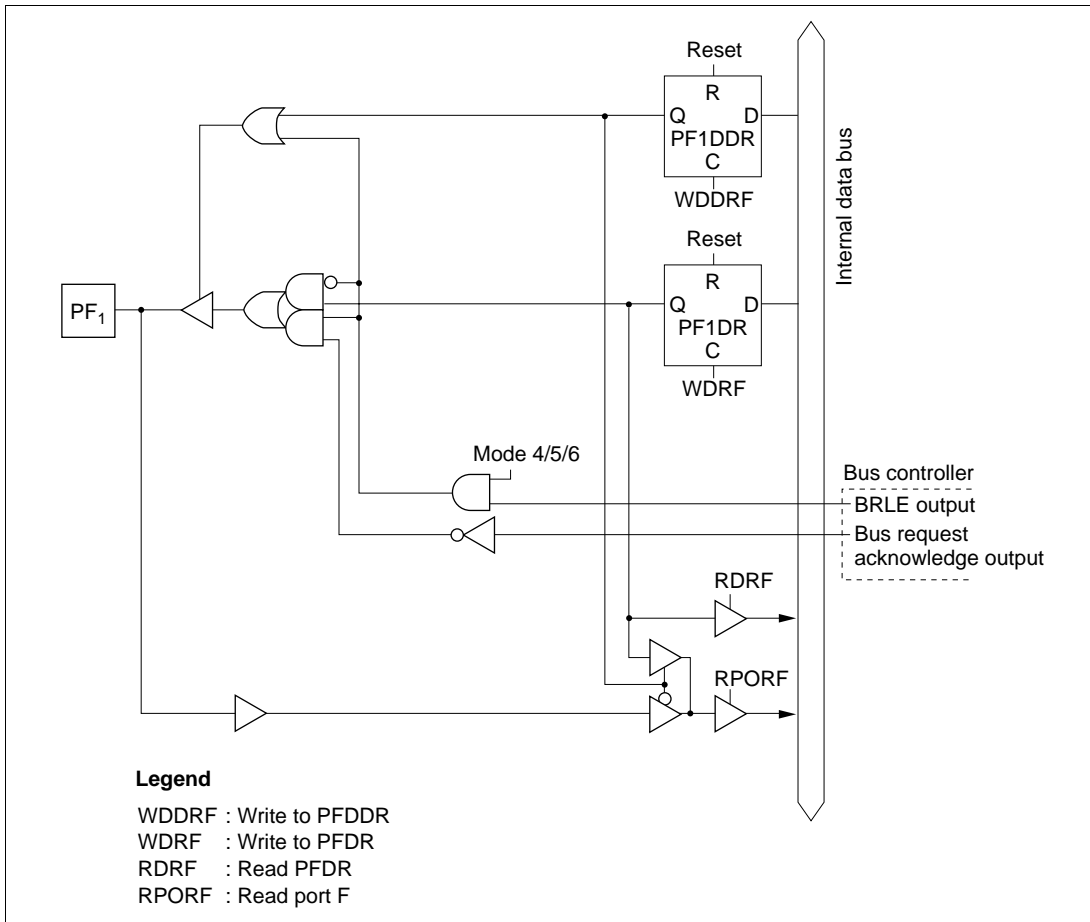 Reset
R
Q D
PF1DDR
C
WDDRF
Internal data bus
Reset
R
Q D
PF1DR
C
WDRF
PF1
Mode 4/5/6
Bus controller
BRLE output
Bus request
acknowledge output
RDRF
RPORF
Legend
WDDRF : Write to PFDDR
WDRF : Write to PFDR
RDRF : Read PFDR
RPORF : Read port F